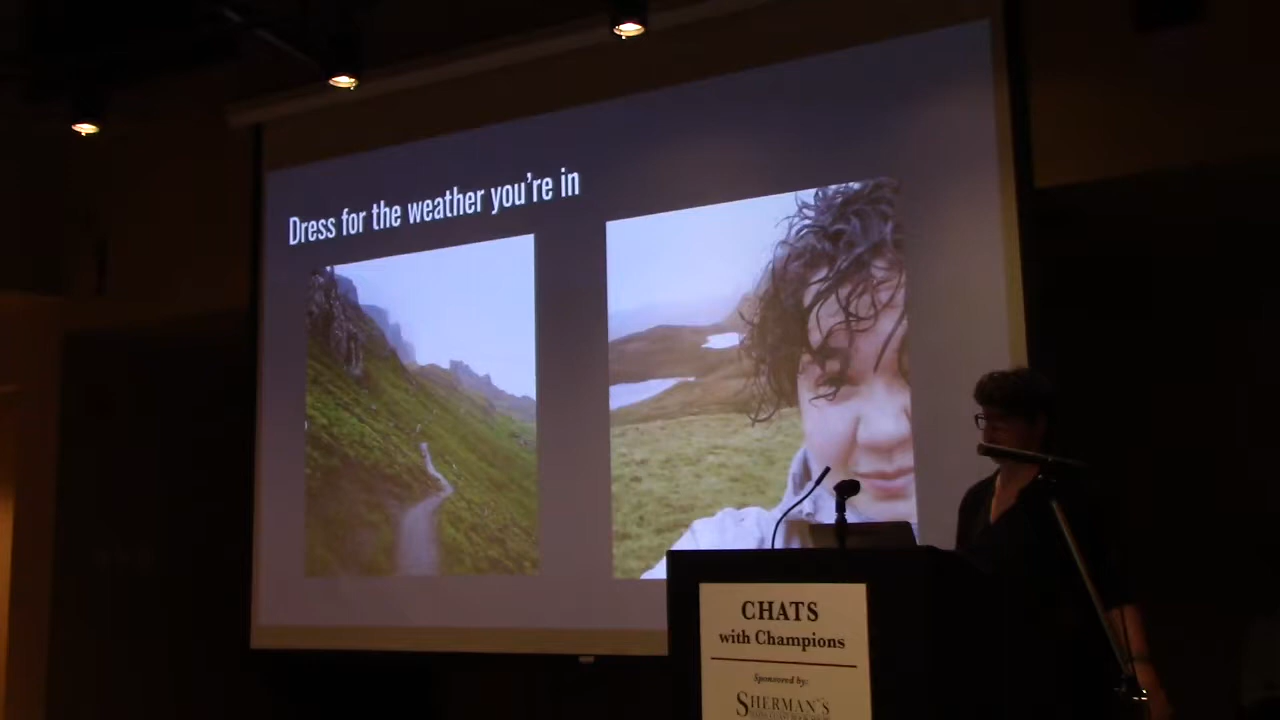 Dress for the weather you're in
CHATS
with Champions
Sponsored by:
SHERMAN'S